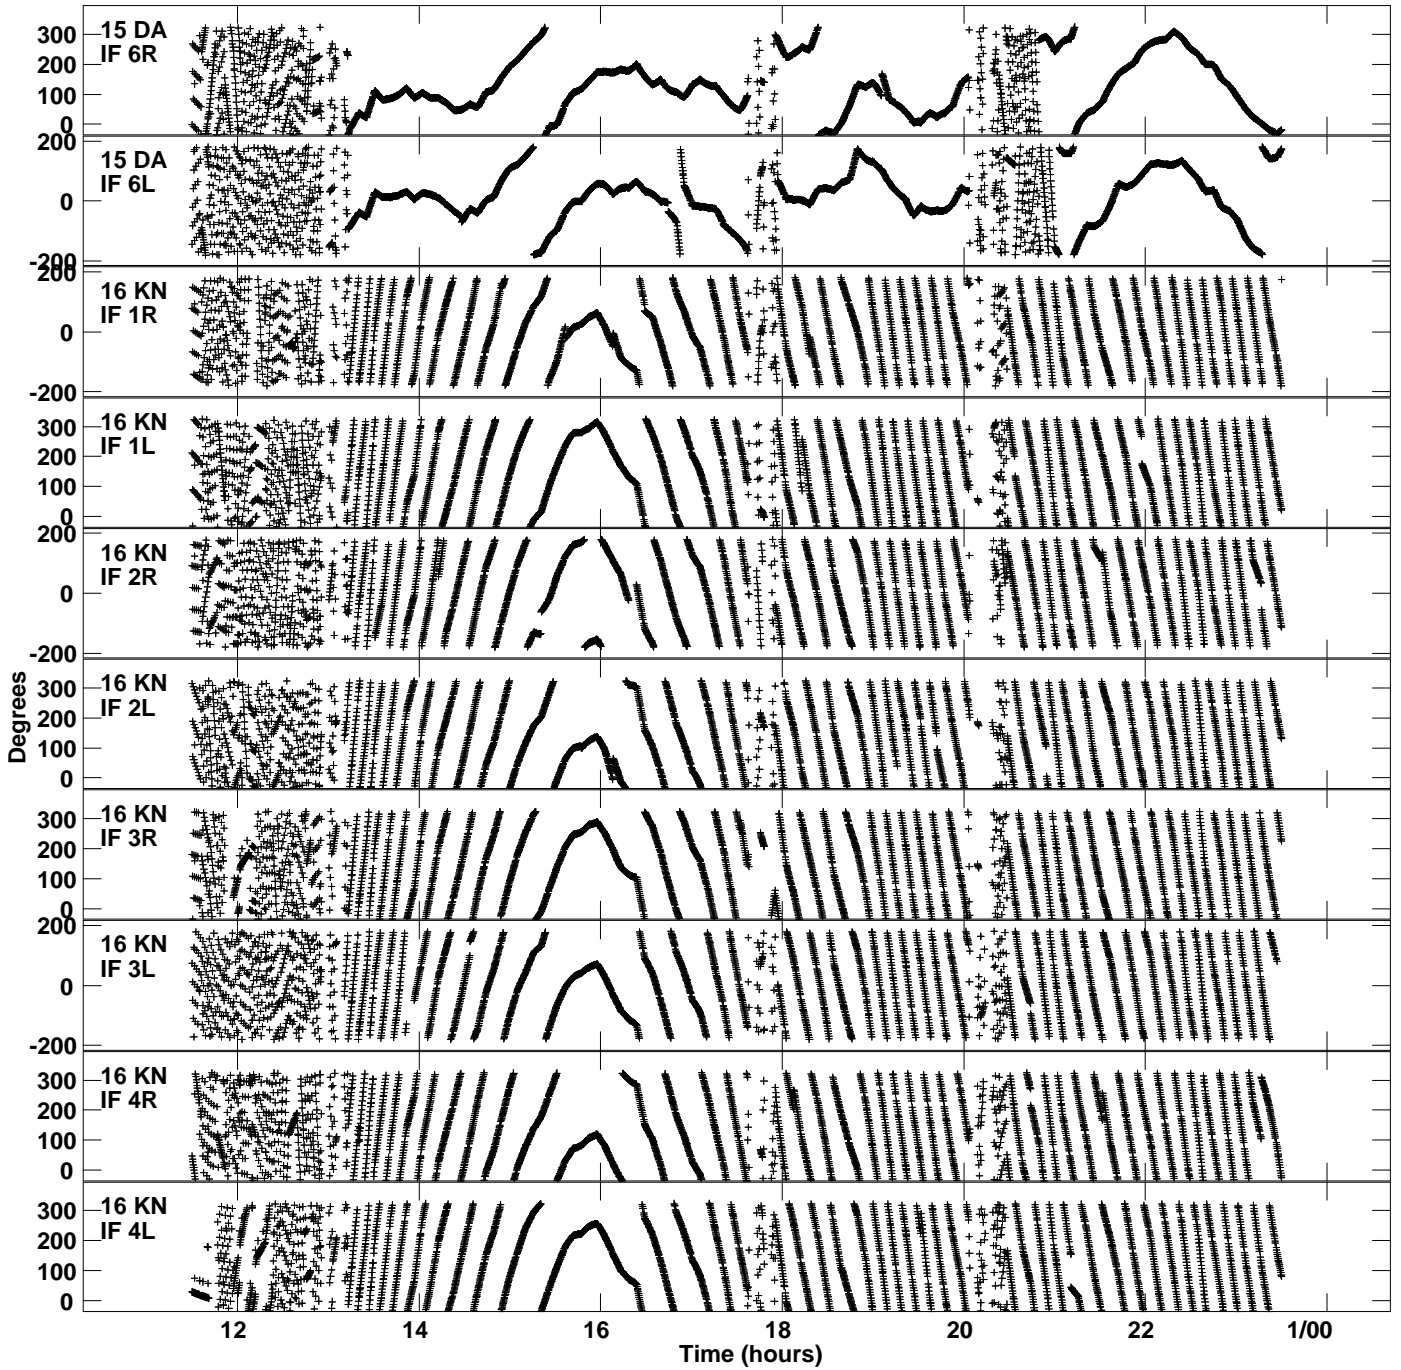 15 DA
IF 6R
300
200
100
0
15 DA
IF 6L
200
0
-200
16 KN
IF 1R
200
0
-200
16 KN
IF 1L
300
200
100
0
16 KN
IF 2R
200
0
-200
16 KN
IF 2L
300
200
100
0
16 KN
IF 3R
300
200
100
0
16 KN
IF 3L
200
0
-200
16 KN
IF 4R
300
200
100
0
16 KN
IF 4L
300
200
100
0
Degrees
12 14 16 18 20 22 1/00
Time (hours)